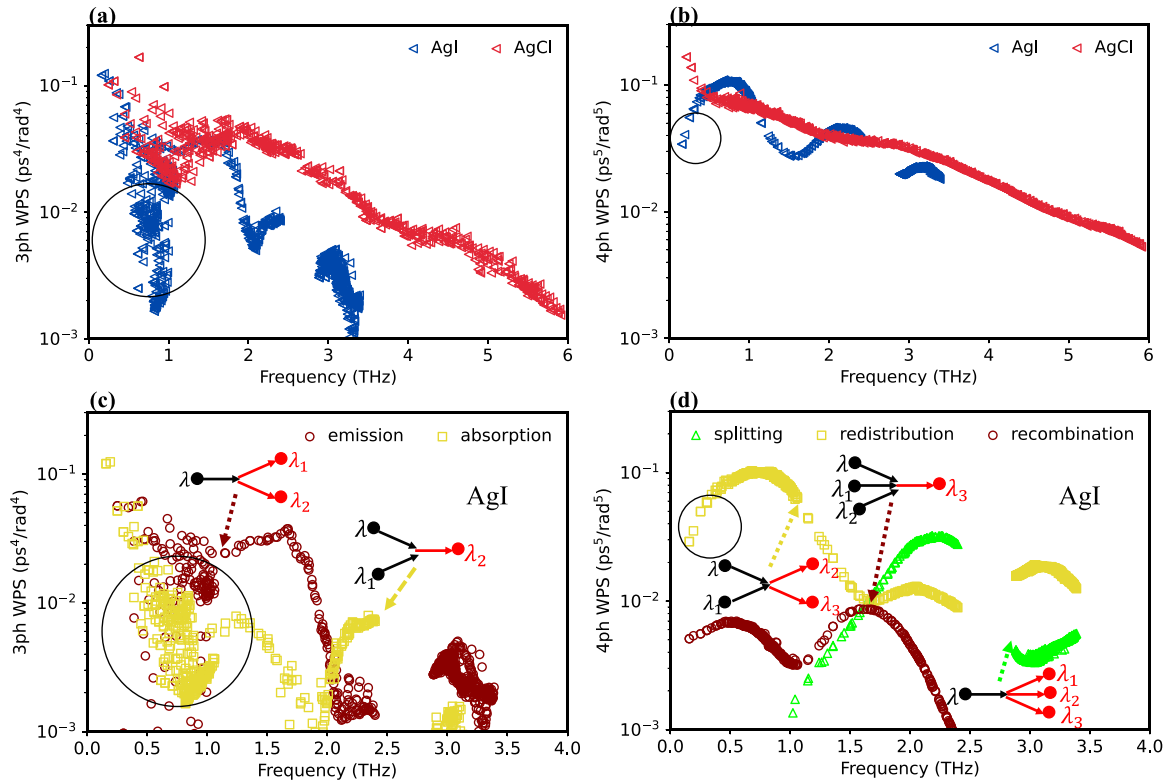 (a)
AgI AgCl
3ph WPS (ps⁴/rad⁴)
10⁻¹
10⁻²
10⁻³
0 1 2 3 4 5 6
Frequency (THz)
(b)
AgI AgCl
4ph WPS (ps⁵/rad⁵)
10⁻¹
10⁻²
10⁻³
0 1 2 3 4 5 6
Frequency (THz)
(c)
emission absorption
λ λ₁ λ₂
AgI
λ λ₁ λ₂
3ph WPS (ps⁴/rad⁴)
10⁻¹
10⁻²
10⁻³
0.0 0.5 1.0 1.5 2.0 2.5 3.0 3.5 4.0
Frequency (THz)
(d)
splitting redistribution recombination
λ λ₁ λ₂ λ₃
AgI
λ λ₁ λ₂ λ₃
λ λ₁ λ₂ λ₃
4ph WPS (ps⁵/rad⁵)
10⁻¹
10⁻²
10⁻³
0.0 0.5 1.0 1.5 2.0 2.5 3.0 3.5 4.0
Frequency (THz)